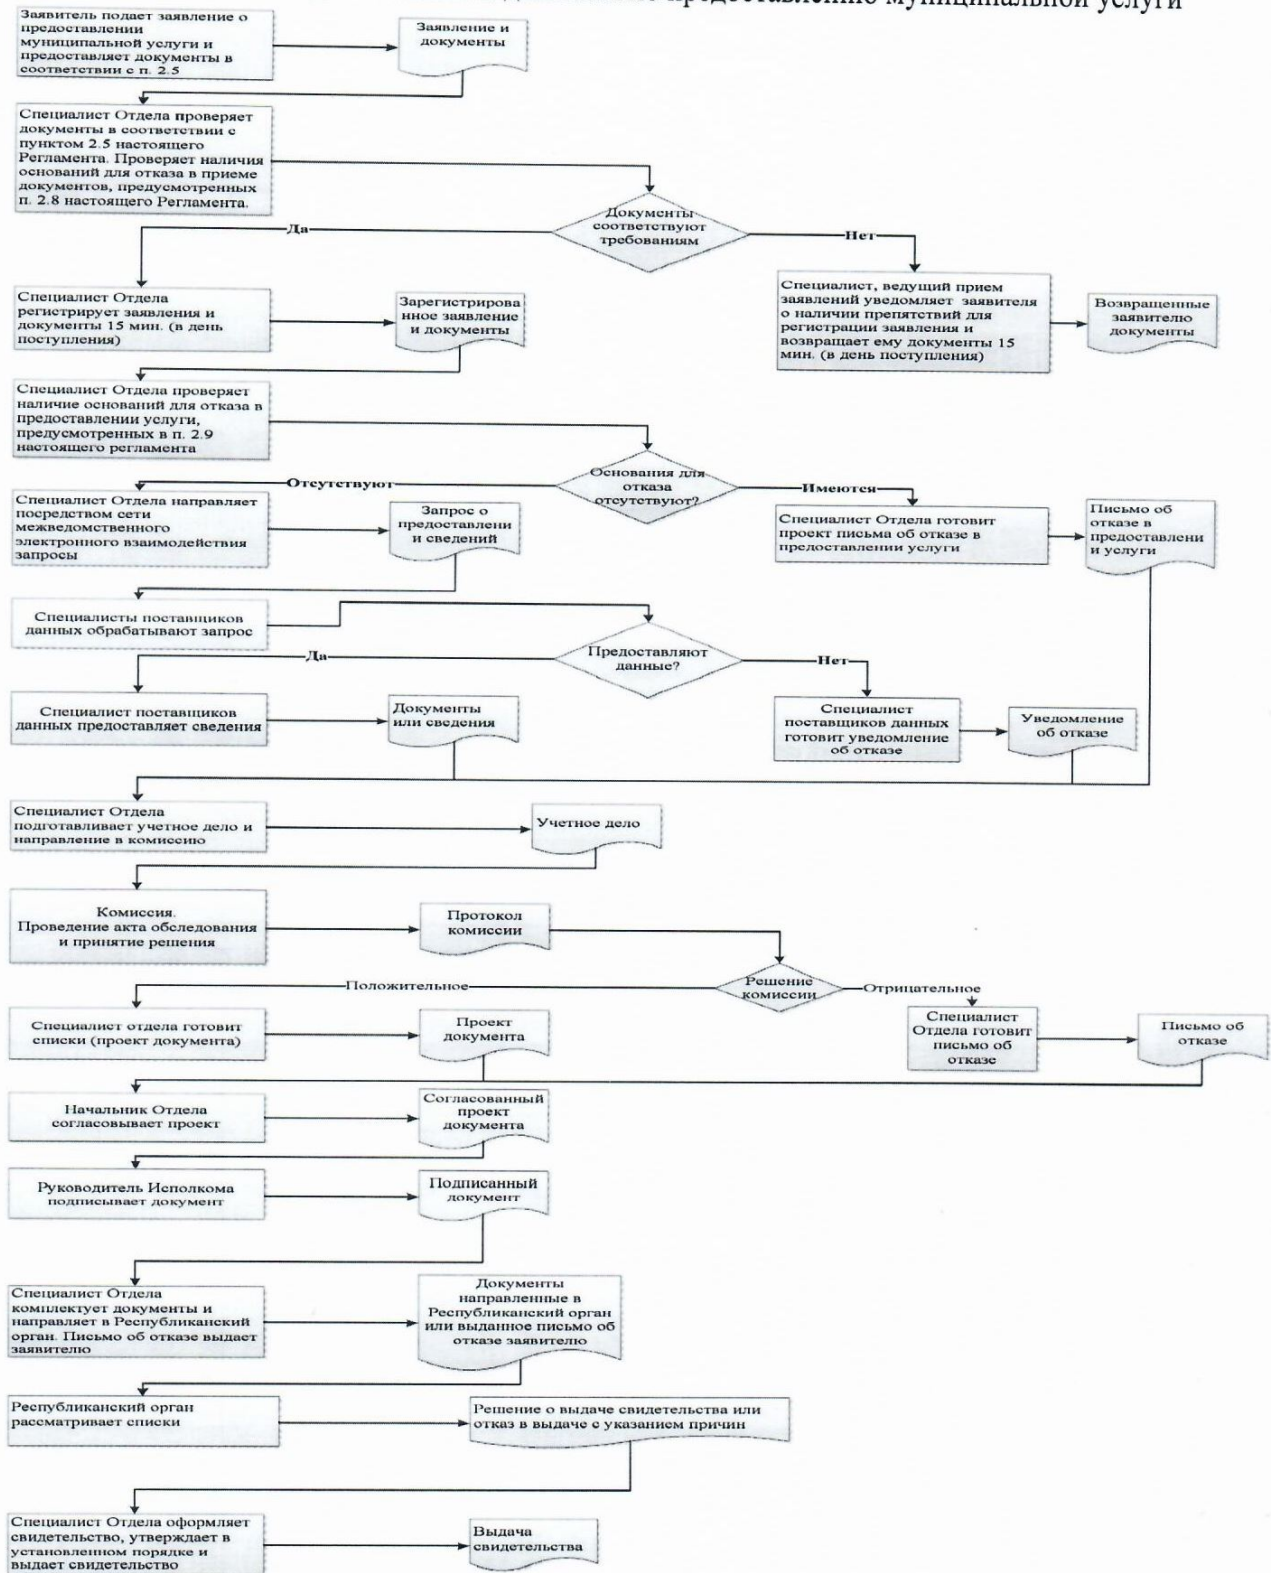 предоставлению муниципальной услуги
Заявитель подает заявление о
предоставлении
муниципальной услуги и
предоставляет документы в
соответствии с п. 2.5
Заявление и
документы
Специалист Отдела проверяет
документы в соответствии с
пунктом 2.5 настоящего
Регламента. Проверяет наличия
оснований для отказа в приеме
документов, предусмотренных
п. 2.8 настоящего Регламента.
Документы
соответствуют
требованиям
Да
Нет
Специалист Отдела
регистрирует заявления и
документы 15 мин. (в день
поступления)
Зарегистрирова
нное заявление
и документы
Специалист, ведущий прием
заявлений уведомляет заявителя
о наличии препятствий для
регистрации заявления и
возвращает ему документы 15
мин. (в день поступления)
Возвращенные
заявителю
документы
Специалист Отдела проверяет
наличие оснований для отказа в
предоставлении услуги,
предусмотренных в п. 2.9
настоящего регламента
Основания для
отказа
отсутствуют?
Отсутствуют
Имеются
Специалист Отдела направляет
посредством сети
межведомственного
электронного взаимодействия
запросы
Запрос о
предоставлени
и сведений
Специалист Отдела готовит
проект письма об отказе в
предоставлении услуги
Письмо об
отказе в
предоставлени
и услуги
Специалисты поставщиков
данных обрабатывают запрос
Предоставляют
данные?
Да
Нет
Специалист поставщиков
данных предоставляет сведения
Документы
или сведения
Специалист
поставщиков данных
готовит уведомление
об отказе
Уведомление
об отказе
Специалист Отдела
подготавливает учетное дело и
направление в комиссию
Учетное дело
Комиссия.
Проведение акта обследования
и принятие решения
Протокол
комиссии
Решение
комиссии
Положительное
Отрицательное
Специалист отдела готовит
списки (проект документа)
Проект
документа
Специалист
Отдела готовит
письмо об
отказе
Письмо об
отказе
Начальник Отдела
согласовывает проект
Согласованный
проект
документа
Руководитель Исполкома
подписывает документ
Подписанный
документ
Специалист Отдела
комплектует документы и
направляет в Республиканский
орган. Письмо об отказе выдает
заявителю
Документы
направленные в
Республиканский орган
или выданное письмо об
отказе заявителю
Республиканский орган
рассматривает списки
Решение о выдаче свидетельства или
отказ в выдаче с указанием причин
Специалист Отдела оформляет
свидетельство, утверждает в
установленном порядке и
выдает свидетельство
Выдача
свидетельства